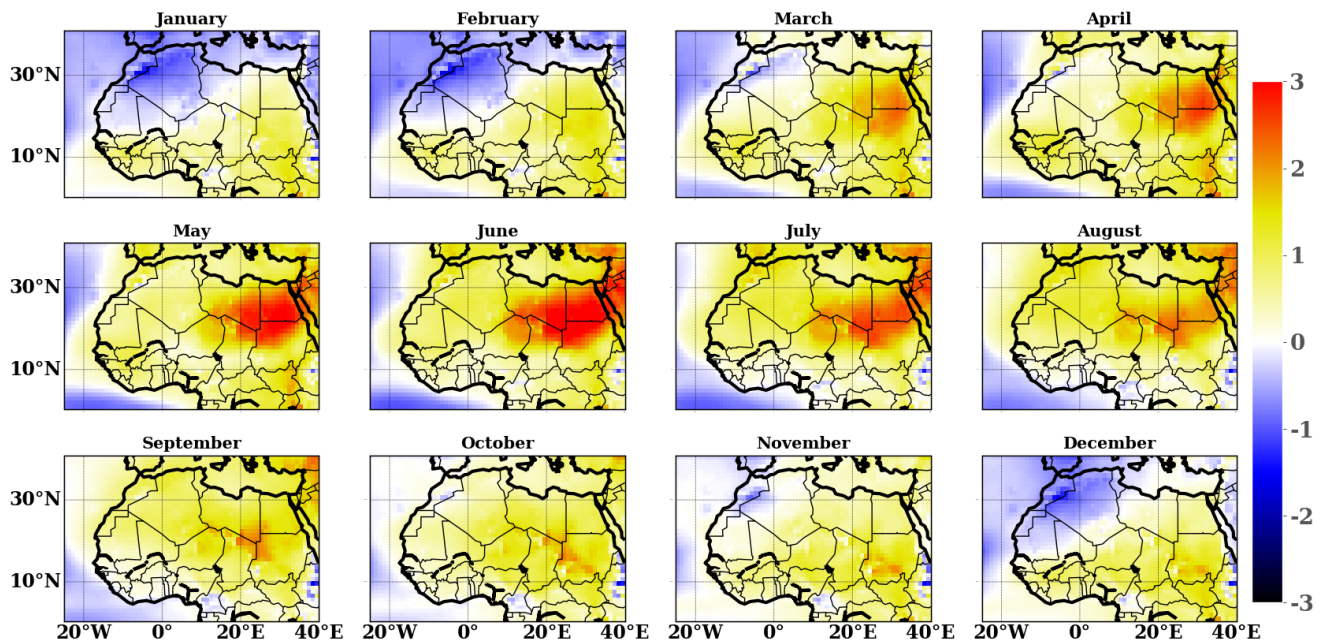 January February March April
30°N
10°N
3
2
1
0
-1
-2
-3
May June July August
30°N
10°N
September October November December
30°N
10°N
20°W 0° 20°E 40°E 20°W 0° 20°E 40°E 20°W 0° 20°E 40°E 20°W 0° 20°E 40°E